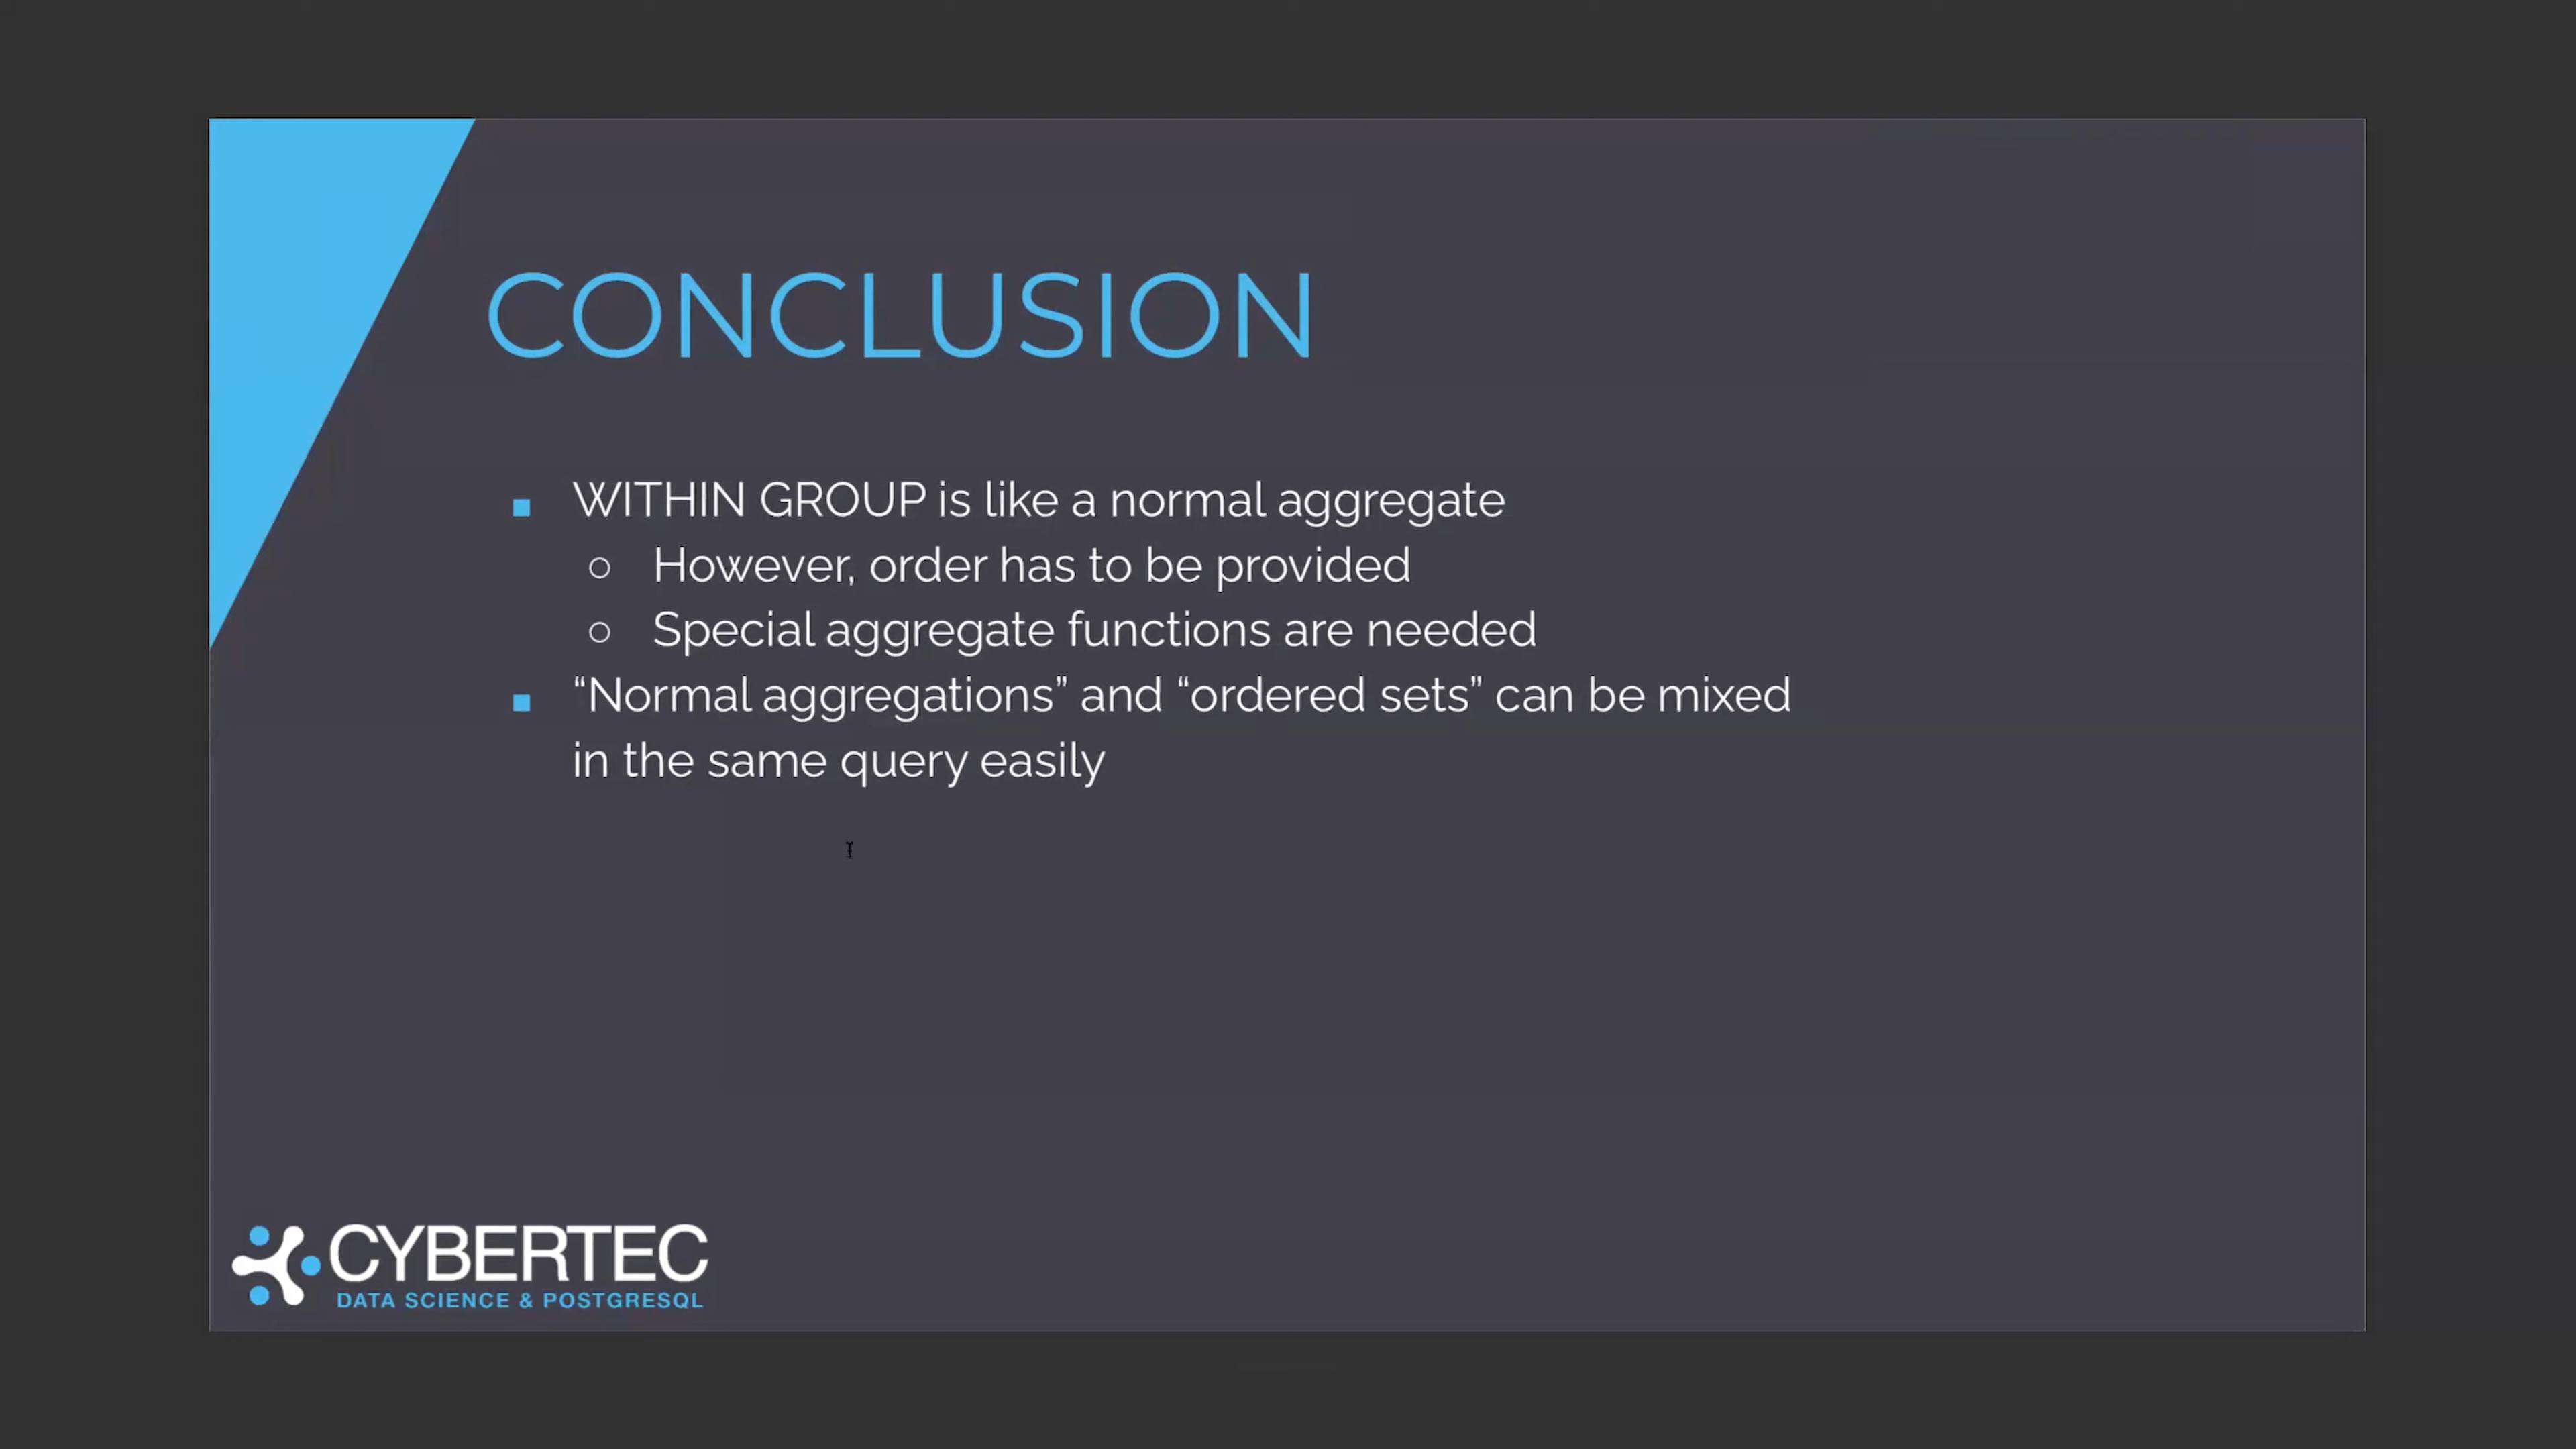 CONCLUSION
■ WITHIN GROUP is like a normal aggregate
○ However, order has to be provided
○ Special aggregate functions are needed
■ “Normal aggregations” and “ordered sets” can be mixed
in the same query easily
CYBERTEC
DATA SCIENCE & POSTGRESQL